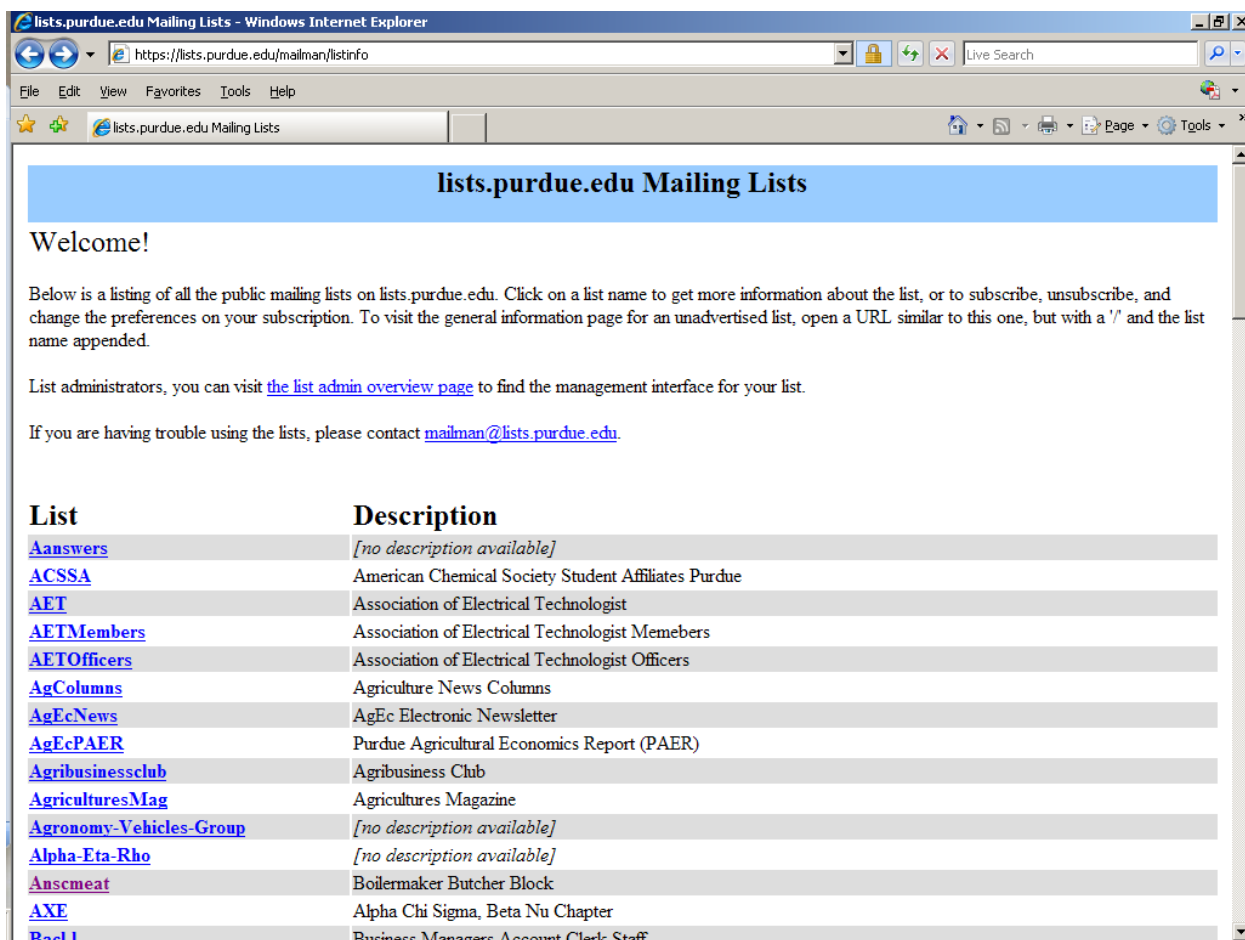 lists.purdue.edu Mailing Lists - Windows Internet Explorer
https://lists.purdue.edu/mailman/listinfo
Live Search
File Edit View Favorites Tools Help
lists.purdue.edu Mailing Lists
Page Tools
lists.purdue.edu Mailing Lists
Welcome!
Below is a listing of all the public mailing lists on lists.purdue.edu. Click on a list name to get more information about the list, or to subscribe, unsubscribe, and
change the preferences on your subscription. To visit the general information page for an unadvertised list, open a URL similar to this one, but with a '/' and the list
name appended.
List administrators, you can visit the list admin overview page to find the management interface for your list.
If you are having trouble using the lists, please contact mailman@lists.purdue.edu.
List Description
Aanswers [no description available]
ACSSA American Chemical Society Student Affiliates Purdue
AET Association of Electrical Technologist
AETMembers Association of Electrical Technologist Memebers
AETOfficers Association of Electrical Technologist Officers
AgColumns Agriculture News Columns
AgEcNews AgEc Electronic Newsletter
AgEcPAER Purdue Agricultural Economics Report (PAER)
Agribusinessclub Agribusiness Club
AgriculturesMag Agricultures Magazine
Agronomy-Vehicles-Group [no description available]
Alpha-Eta-Rho [no description available]
Anscmeat Boilermaker Butcher Block
AXE Alpha Chi Sigma, Beta Nu Chapter
Business Managers Account Clerk Staff